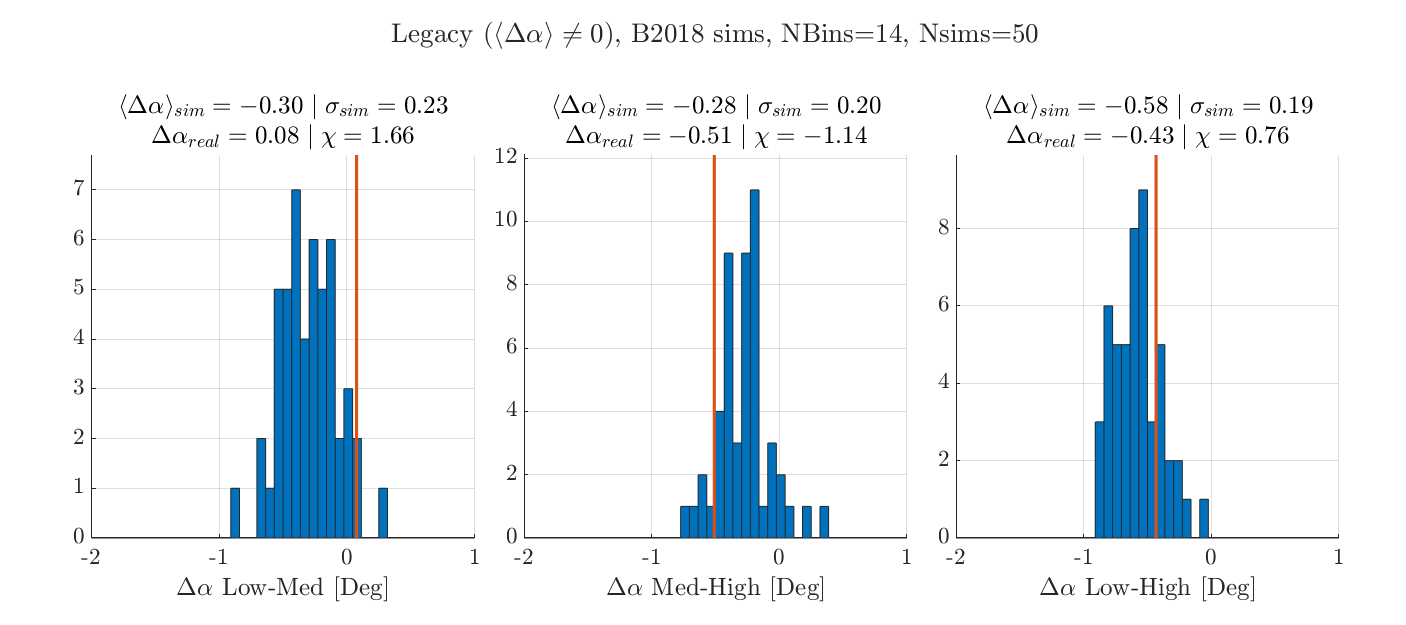 Legacy (⟨Δα⟩ ≠ 0), B2018 sims, NBins=14, Nsims=50
⟨Δα⟩sim = −0.30 | σsim = 0.23
Δαreal = 0.08 | χ = 1.66
7
6
5
4
3
2
1
0
-2 -1 0 1
Δα Low-Med [Deg]
⟨Δα⟩sim = −0.28 | σsim = 0.20
Δαreal = −0.51 | χ = −1.14
12
10
8
6
4
2
0
-2 -1 0 1
Δα Med-High [Deg]
⟨Δα⟩sim = −0.58 | σsim = 0.19
Δαreal = −0.43 | χ = 0.76
8
6
4
2
0
-2 -1 0 1
Δα Low-High [Deg]